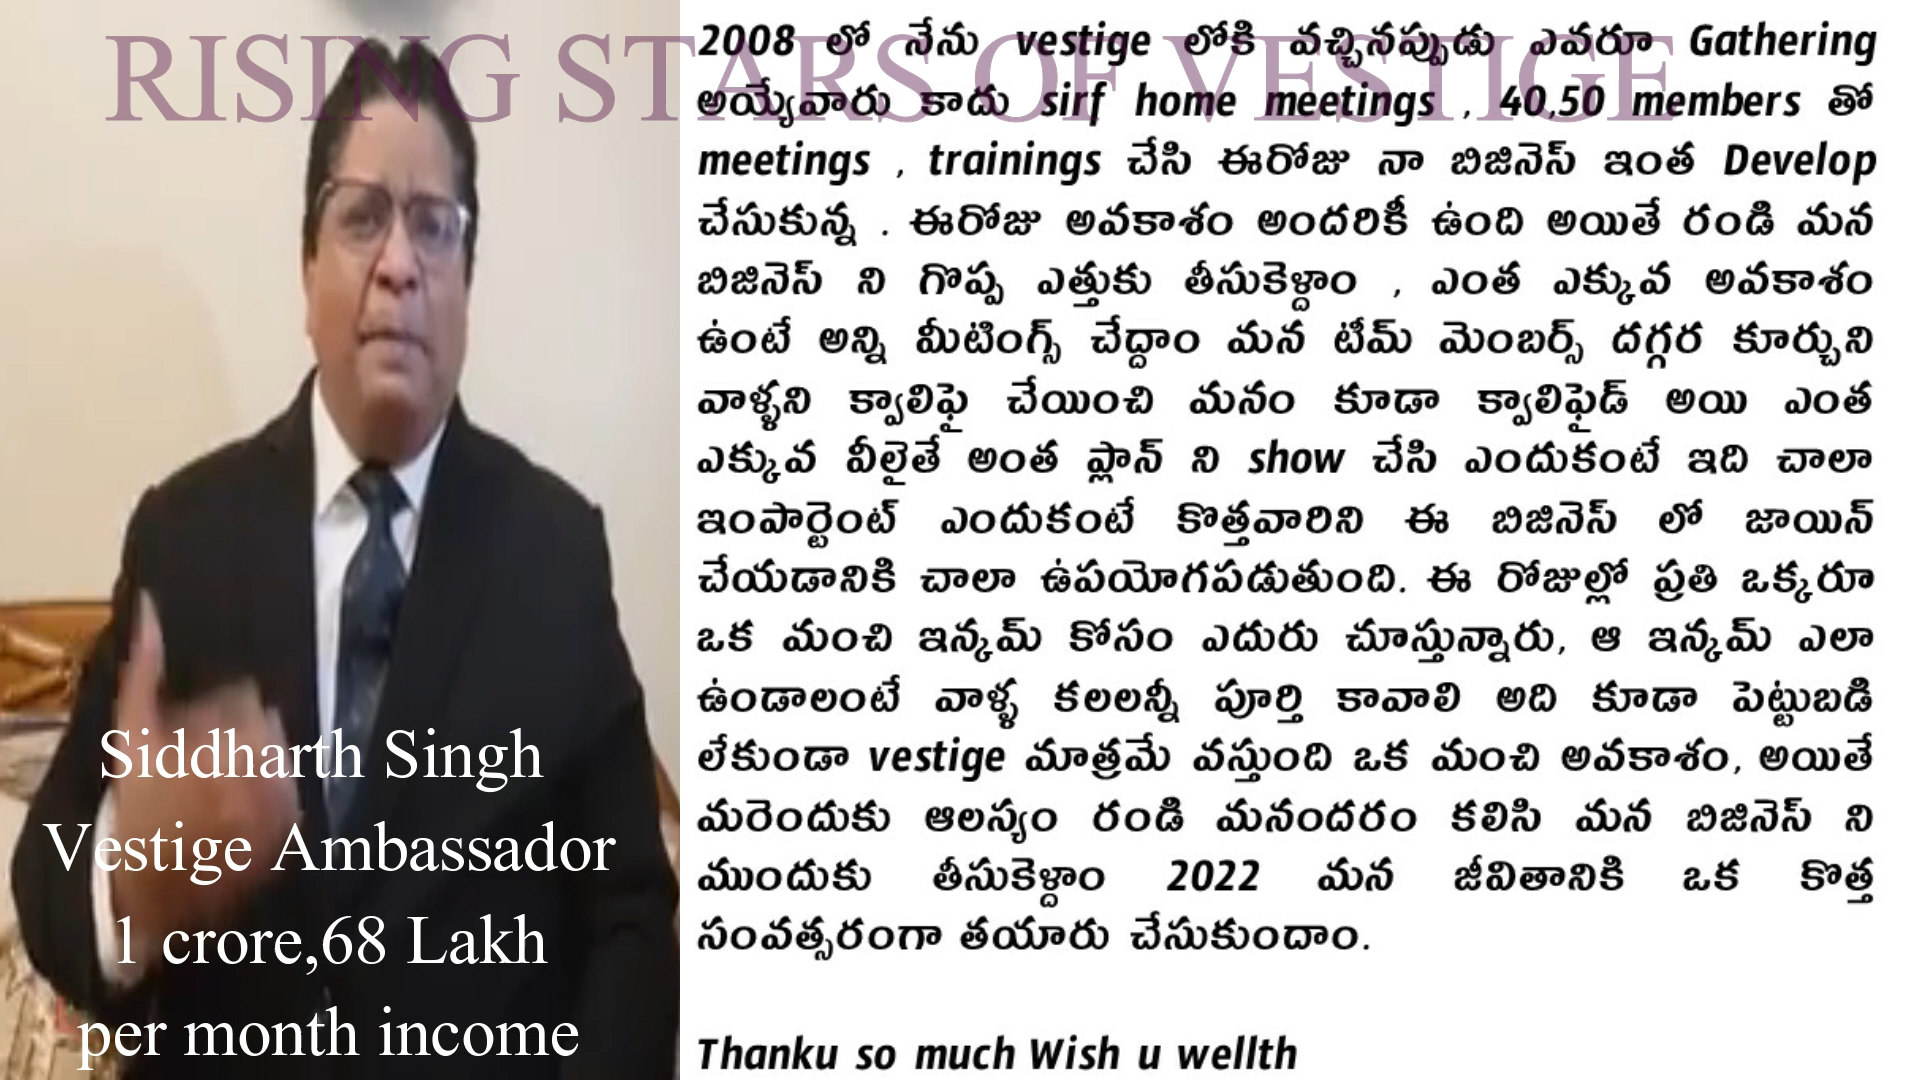 RISING STARS OF VESTIGE
2008 లో నేను vestige లోకి వచ్చినప్పుడు ఎవరూ Gathering
అయ్యేవారు కాదు sirf home meetings , 40,50 members తో
meetings , trainings చేసి ఈరోజు నా బిజినెస్ ఇంత Develop
చేసుకున్న . ఈరోజు అవకాశం అందరికీ ఉంది అయితే రండి మన
బిజినెస్ ని గొప్ప ఎత్తుకు తీసుకెళ్దాం , ఎంత ఎక్కువ అవకాశం
ఉంటే అన్ని మీటింగ్స్ చేద్దాం మన టీమ్ మెంబర్స్ దగ్గర కూర్చుని
వాళ్ళని క్వాలిఫై చేయించి మనం కూడా క్వాలిఫైడ్ అయి ఎంత
ఎక్కువ వీలైతే అంత ప్లాన్ ని show చేసి ఎందుకంటే ఇది చాలా
ఇంపార్టెంట్ ఎందుకంటే కొత్తవారిని ఈ బిజినెస్ లో జాయిన్
చేయడానికి చాలా ఉపయోగపడుతుంది. ఈ రోజుల్లో ప్రతి ఒక్కరూ
ఒక మంచి ఇన్కమ్ కోసం ఎదురు చూస్తున్నారు, ఆ ఇన్కమ్ ఎలా
ఉండాలంటే వాళ్ళ కలలన్నీ పూర్తి కావాలి అది కూడా పెట్టుబడి
లేకుండా vestige మాత్రమే వస్తుంది ఒక మంచి అవకాశం, అయితే
మరెందుకు ఆలస్యం రండి మనందరం కలిసి మన బిజినెస్ ని
ముందుకు తీసుకెళ్దాం 2022 మన జీవితానికి ఒక కొత్త
సంవత్సరంగా తయారు చేసుకుందాం.
Thanku so much Wish u wellth
Siddharth Singh
Vestige Ambassador
1 crore,68 Lakh
per month income